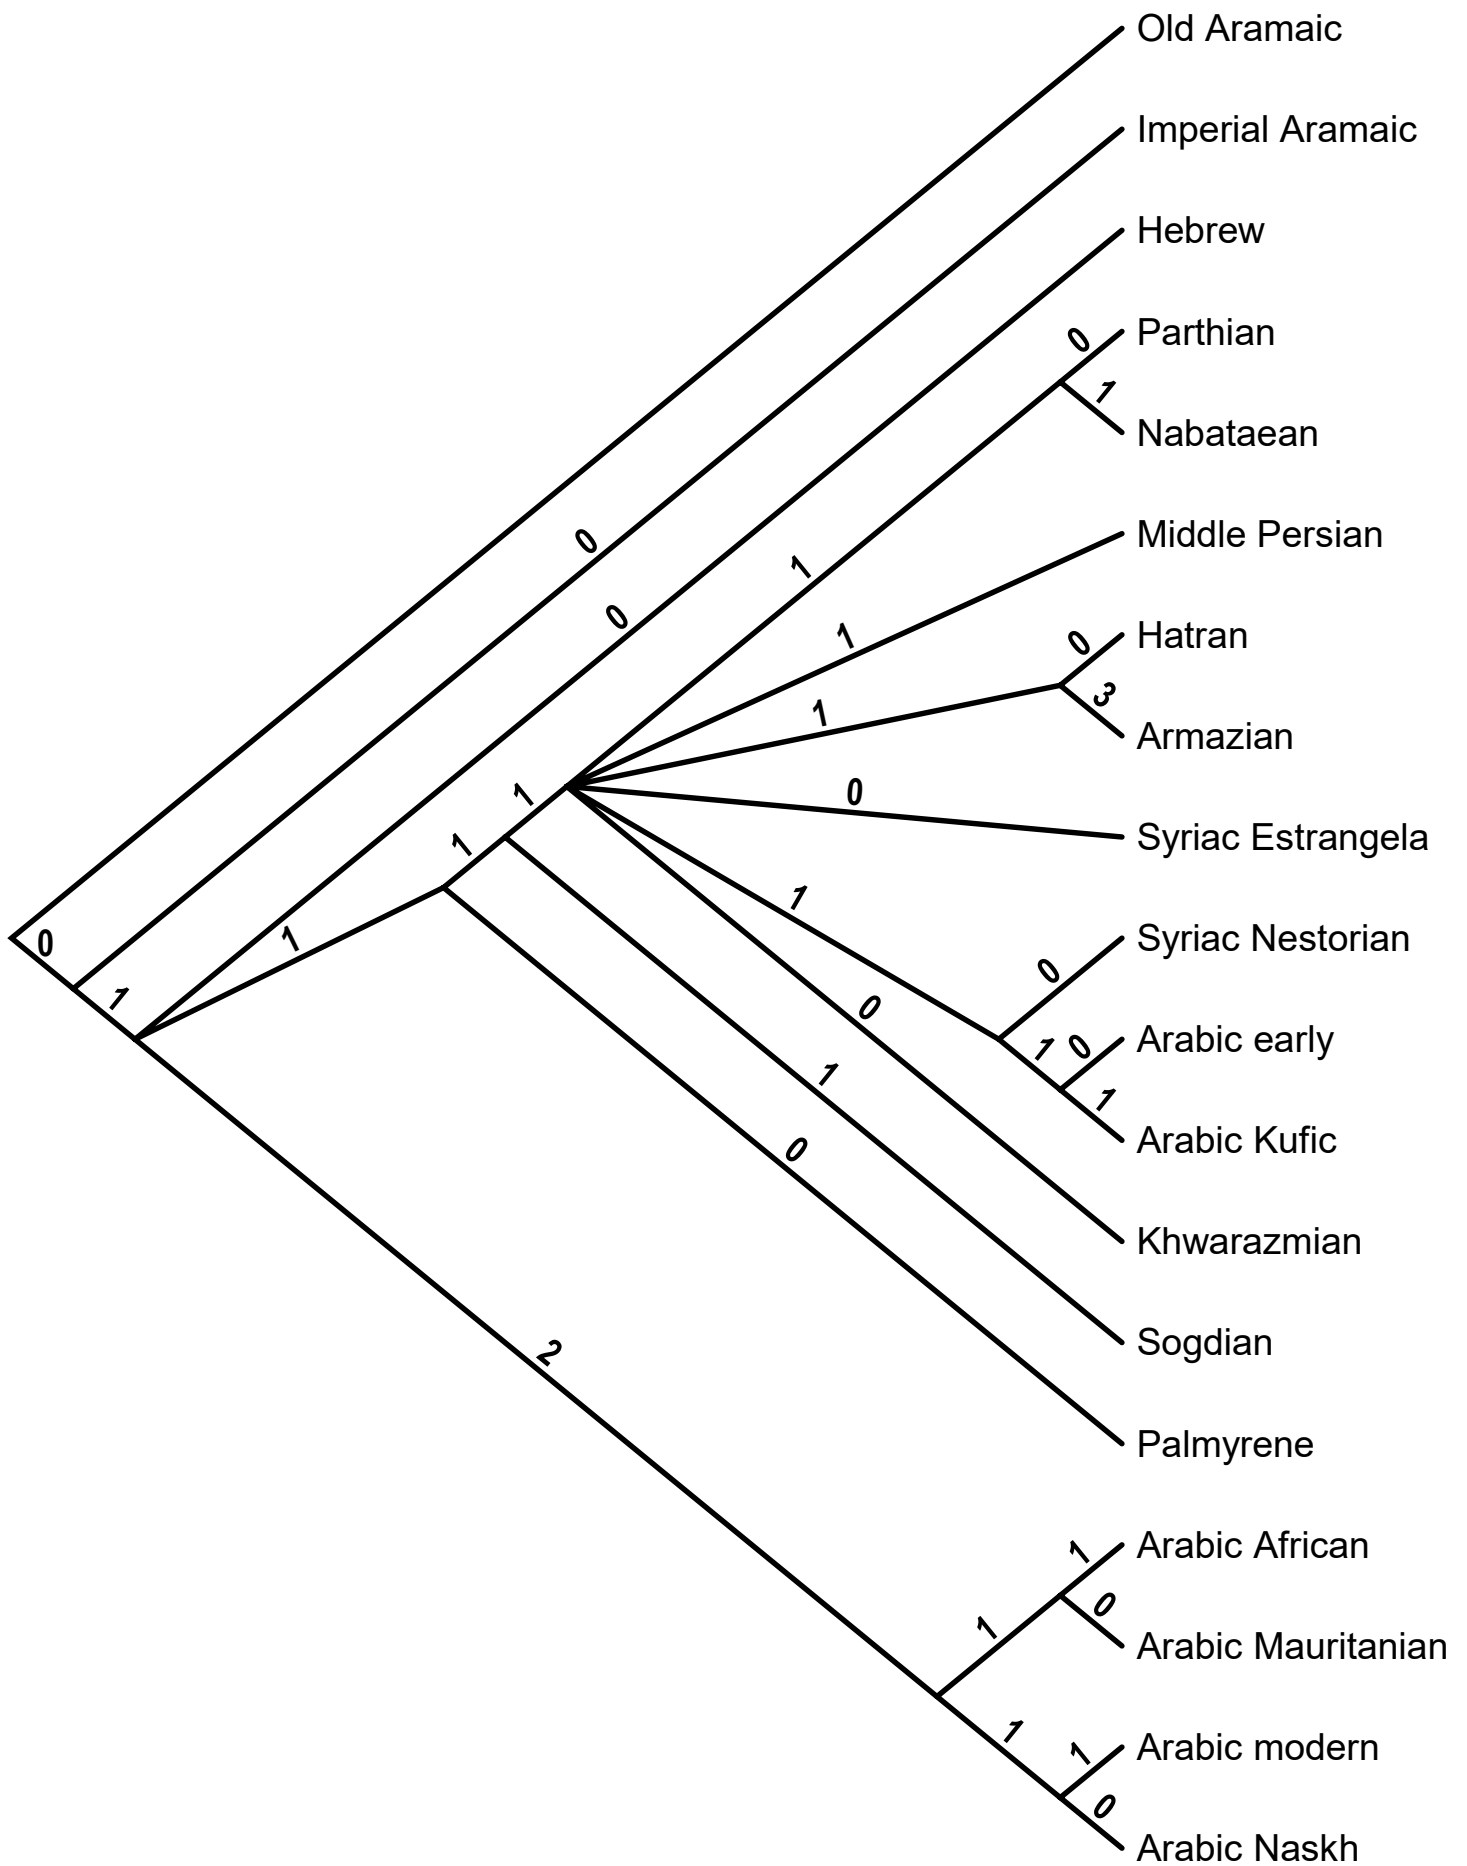 Old Aramaic
0
Imperial Aramaic
0
Hebrew
0
Parthian
1
Nabataean
1
Middle Persian
1
0
Hatran
3
Armazian
1
1
0
Syriac Estrangela
1
1
Syriac Nestorian
0
1
0
1
0
1
0
Arabic early
1
Arabic Kufic
1
0
Khwarazmian
Sogdian
2
Palmyrene
1
Arabic African
0
1
Arabic Mauritanian
1
1
Arabic modern
0
Arabic Naskh